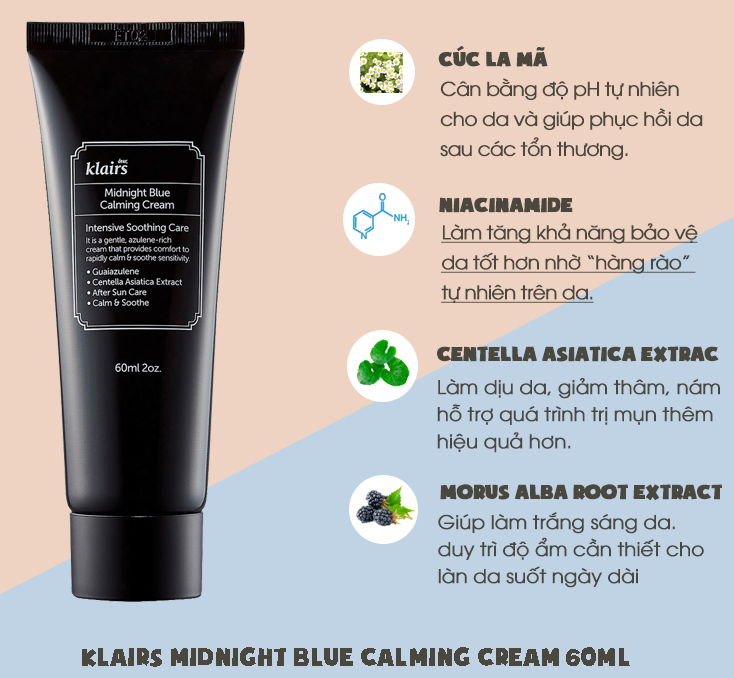 ET02
dear,
klairs
Midnight Blue
Calming Cream
Intensive Soothing Care
It is a gentle, azulene-rich
cream that provides comfort to
rapidly calm & soothe sensitivity.
• Guaiazulene
• Centella Asiatica Extract
• After Sun Care
• Calm & Soothe
60ml 2oz.
CÚC LA MÃ
Cân bằng độ pH tự nhiên
cho da và giúp phục hồi da
sau các tổn thương.
O
NH₂
N
NIACINAMIDE
Làm tăng khả năng bảo vệ
da tốt hơn nhờ “hàng rào”
tự nhiên trên da.
CENTELLA ASIATICA EXTRAC
Làm dịu da, giảm thâm, nám
hỗ trợ quá trình trị mụn thêm
hiệu quả hơn.
MORUS ALBA ROOT EXTRACT
Giúp làm trắng sáng da.
duy trì độ ẩm cần thiết cho
làn da suốt ngày dài
KLAIRS MIDNIGHT BLUE CALMING CREAM 60ML